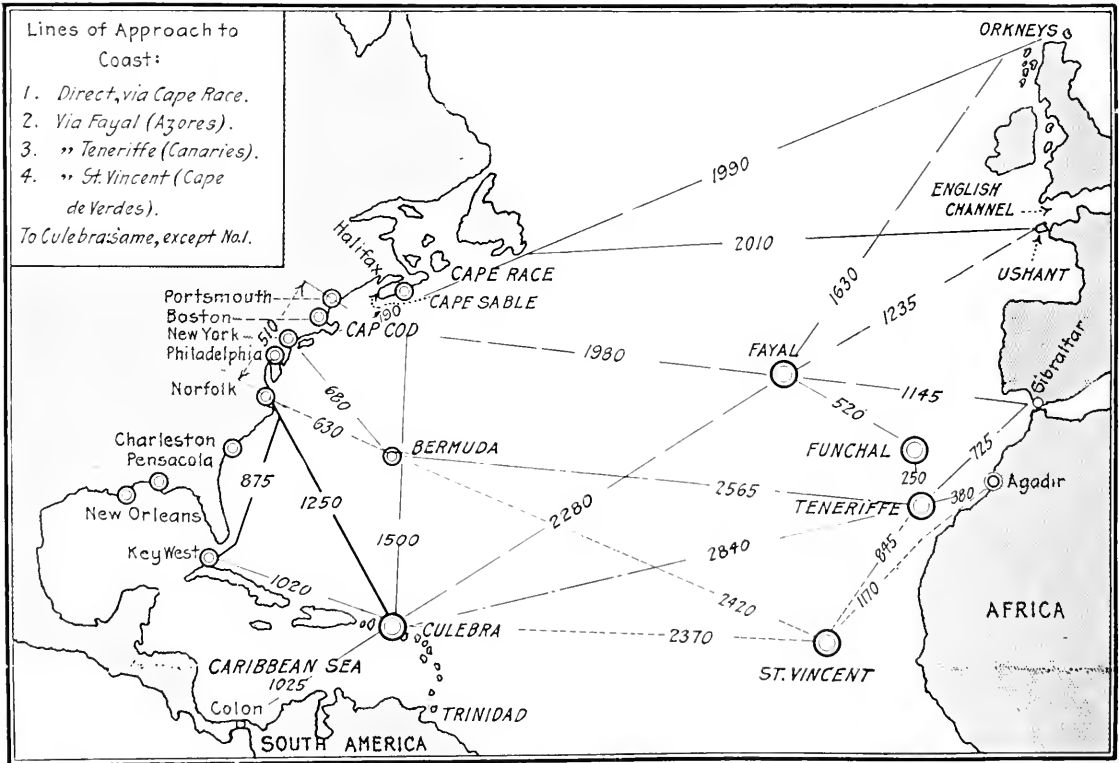 Lines of Approach to
Coast:
1. Direct, via Cape Race.
2. Via Fayal (Azores).
3. " Teneriffe (Canaries).
4. " St. Vincent (Cape
de Verdes).
To Culebra: same, except No.1.
ORKNEYS
1990
ENGLISH
CHANNEL
2010
USHANT
1630
1235
Halifax
CAPE RACE
CAPE SABLE
190
Portsmouth
Boston
CAP COD
New York
Philadelphia
510
Norfolk
1980
FAYAL
1145
Gibraltar
520
680
630
BERMUDA
FUNCHAL
250
725
Charleston
Pensacola
875
1250
2565
TENERIFFE
380
Agadir
New Orleans
2280
1500
2840
845
1170
Key West
1020
2420
AFRICA
CULEBRA
2370
ST. VINCENT
CARIBBEAN SEA
1025
Colon
TRINIDAD
SOUTH AMERICA